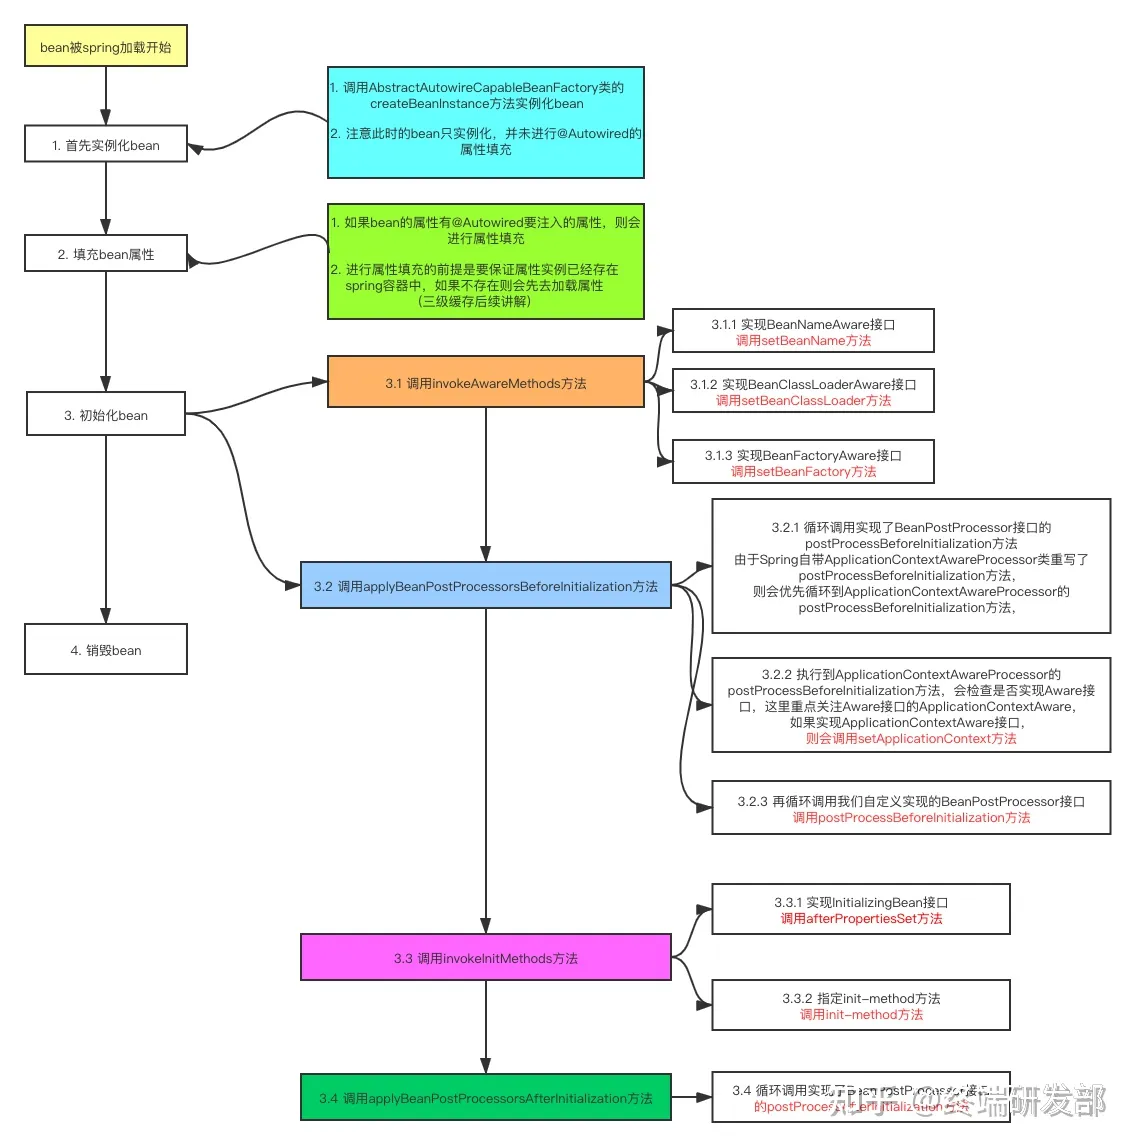 bean被spring加载开始
1. 调用AbstractAutowireCapableBeanFactory类的
createBeanInstance方法实例化bean
2. 注意此时的bean只实例化，并未进行@Autowired的
属性填充
1. 首先实例化bean
1. 如果bean的属性有@Autowired要注入的属性，则会
进行属性填充
2. 进行属性填充的前提是要保证属性实例已经存在
spring容器中，如果不存在则会先去加载属性
（三级缓存后续讲解）
2. 填充bean属性
3. 初始化bean
4. 销毁bean
3.1 调用invokeAwareMethods方法
3.1.1 实现BeanNameAware接口
调用setBeanName方法
3.1.2 实现BeanClassLoaderAware接口
调用setBeanClassLoader方法
3.1.3 实现BeanFactoryAware接口
调用setBeanFactory方法
3.2 调用applyBeanPostProcessorsBeforeInitialization方法
3.2.1 循环调用实现了BeanPostProcessor接口的
postProcessBeforeInitialization方法
由于Spring自带ApplicationContextAwareProcessor类重写了
postProcessBeforeInitialization方法，
则会优先循环到ApplicationContextAwareProcessor的
postProcessBeforeInitialization方法，
3.2.2 执行到ApplicationContextAwareProcessor的
postProcessBeforeInitialization方法，会检查是否实现Aware接
口，这里重点关注Aware接口的ApplicationContextAware，
如果实现ApplicationContextAware接口，
则会调用setApplicationContext方法
3.2.3 再循环调用我们自定义实现的BeanPostProcessor接口
调用postProcessBeforeInitialization方法
3.3 调用invokeInitMethods方法
3.3.1 实现InitializingBean接口
调用afterPropertiesSet方法
3.3.2 指定init-method方法
调用init-method方法
3.4 调用applyBeanPostProcessorsAfterInitialization方法
3.4 循环调用实现了BeanPostProcessor接口
的postProcessAfterInitialization方法
知乎 @终端研发部